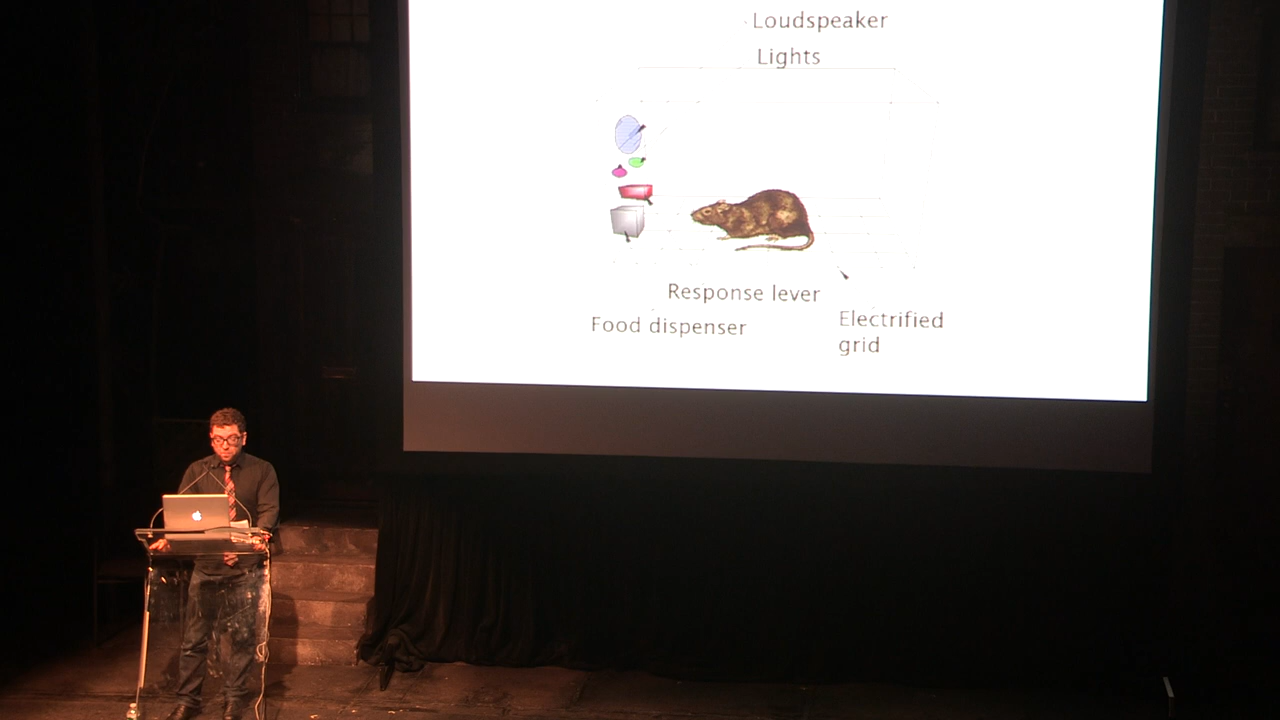 Loudspeaker
Lights
Response lever
Food dispenser
Electrified
grid